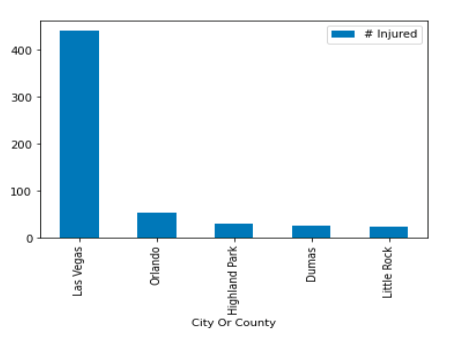 # Injured
400
300
200
100
0
Las Vegas
Orlando
Highland Park
Dumas
Little Rock
City Or County